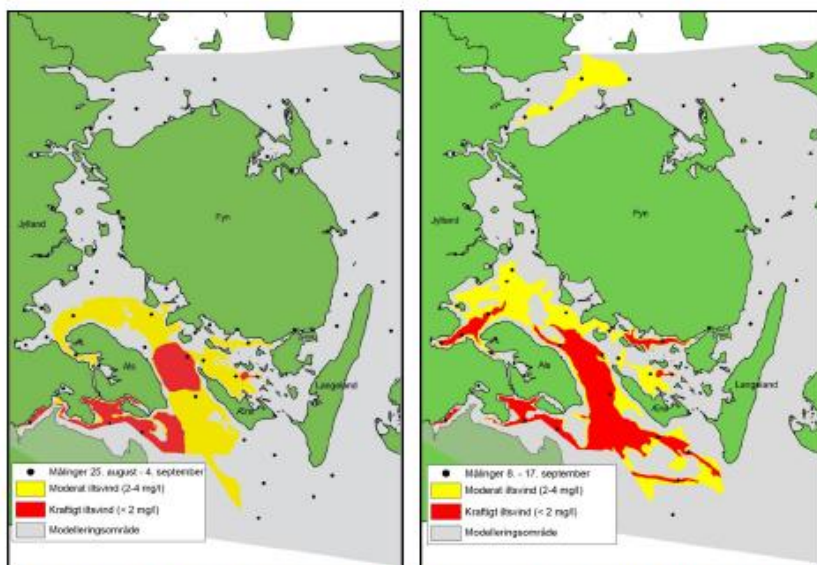 Fyn
Jylland
Als
Langeland
Ærø
Målinger 25. august - 4. september
Moderat iltsvind (2-4 mg/l)
Kraftigt iltsvind (< 2 mg/l)
Modelleringsområde
Fyn
Jylland
Als
Langeland
Ærø
Målinger 8. - 17. september
Moderat iltsvind (2-4 mg/l)
Kraftigt iltsvind (< 2 mg/l)
Modelleringsområde